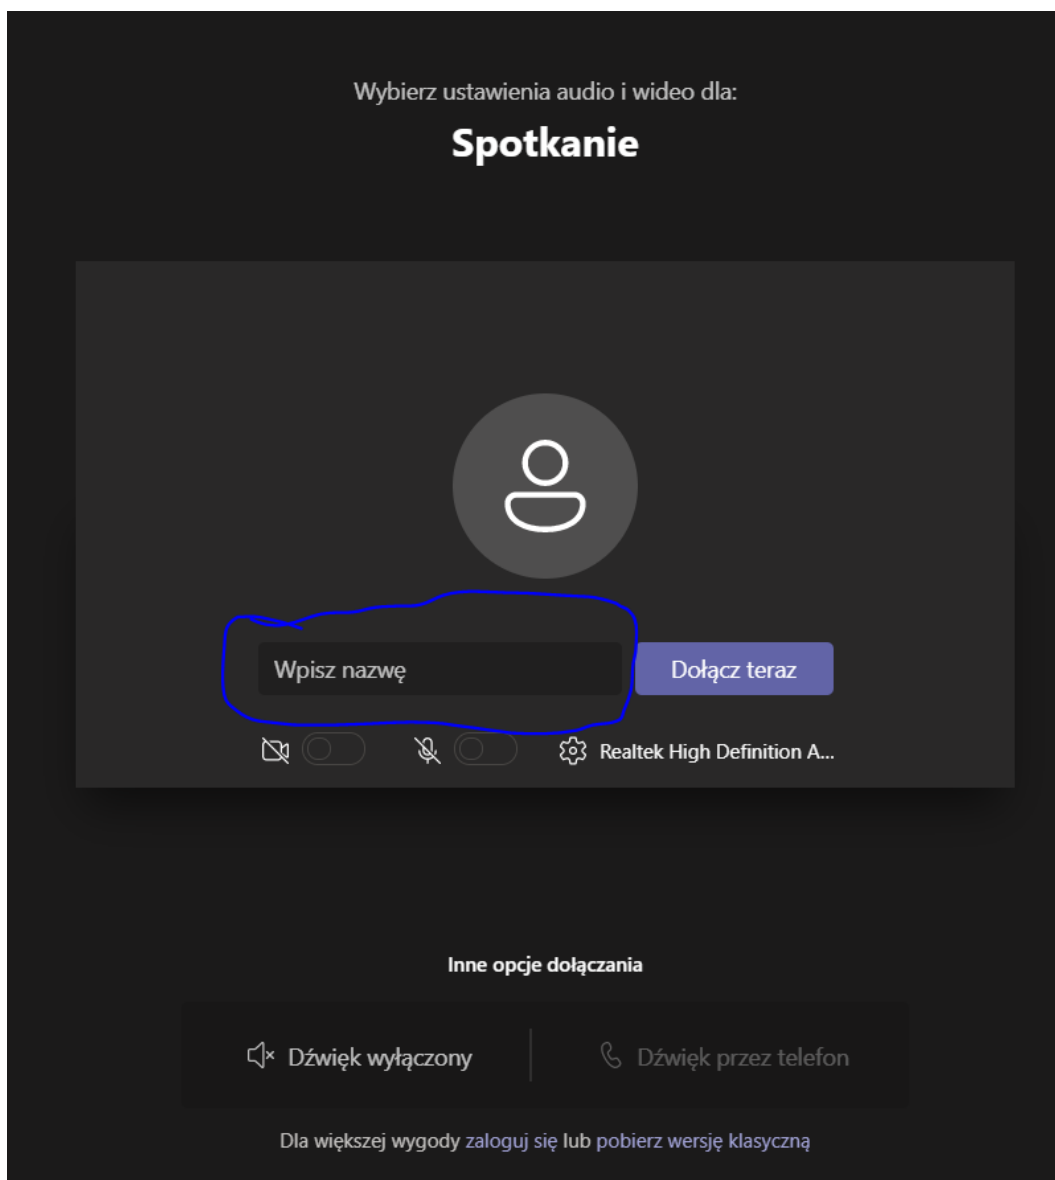 Wybierz ustawienia audio i wideo dla:
Spotkanie
Wpisz nazwę
Dołącz teraz
Realtek High Definition A...
Inne opcje dołączania
Dźwięk wyłączony
Dźwięk przez telefon
Dla większej wygody zaloguj się lub pobierz wersję klasyczną